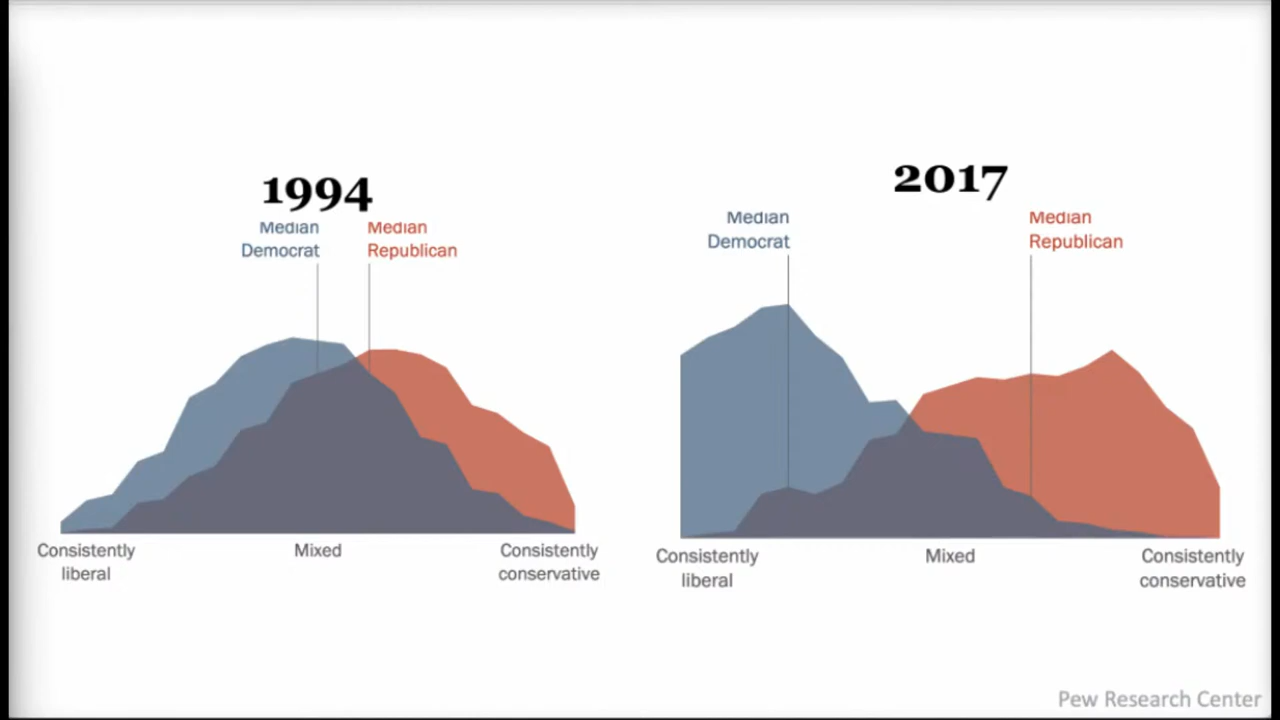 1994
Median
Democrat
Median
Republican
Consistently
liberal
Mixed
Consistently
conservative
2017
Median
Democrat
Median
Republican
Consistently
liberal
Mixed
Consistently
conservative
Pew Research Center